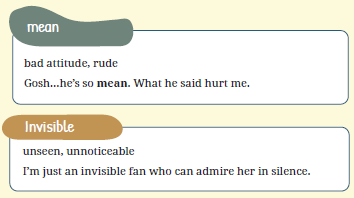 mean
bad attitude, rude
Gosh...he's so mean. What he said hurt me.
Invisible
unseen, unnoticeable
I'm just an invisible fan who can admire her in silence.